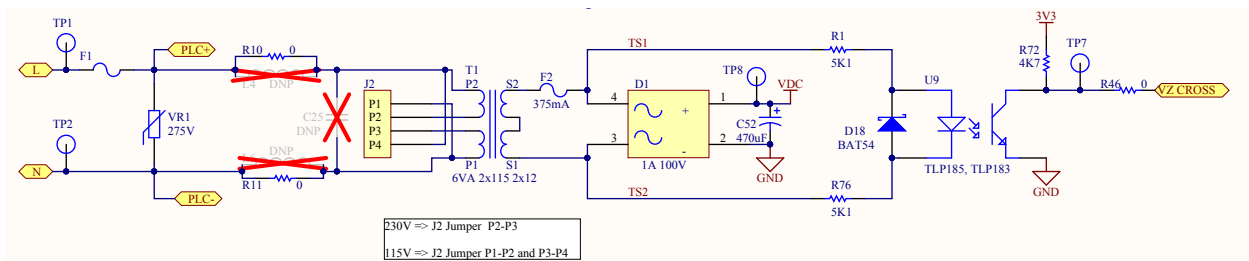 TP1
F1
L
PLC+
R10
0
L4
DNP
C25
DNP
VR1
275V
TP2
N
PLC-
R11
0
DNP
J2
P1
P2
P3
P4
T1
P2
P1
S2
S1
6VA 2x115 2x12
F2
375mA
TS1
TS2
D1
4
3
1
2
+
-
1A 100V
TP8
VDC
+
C52
470uF
GND
R1
5K1
R76
5K1
D18
BAT54
U9
TLP185, TLP183
3V3
R72
4K7
TP7
R46
0
VZ CROSS
GND
230V => J2 Jumper P2-P3
115V => J2 Jumper P1-P2 and P3-P4